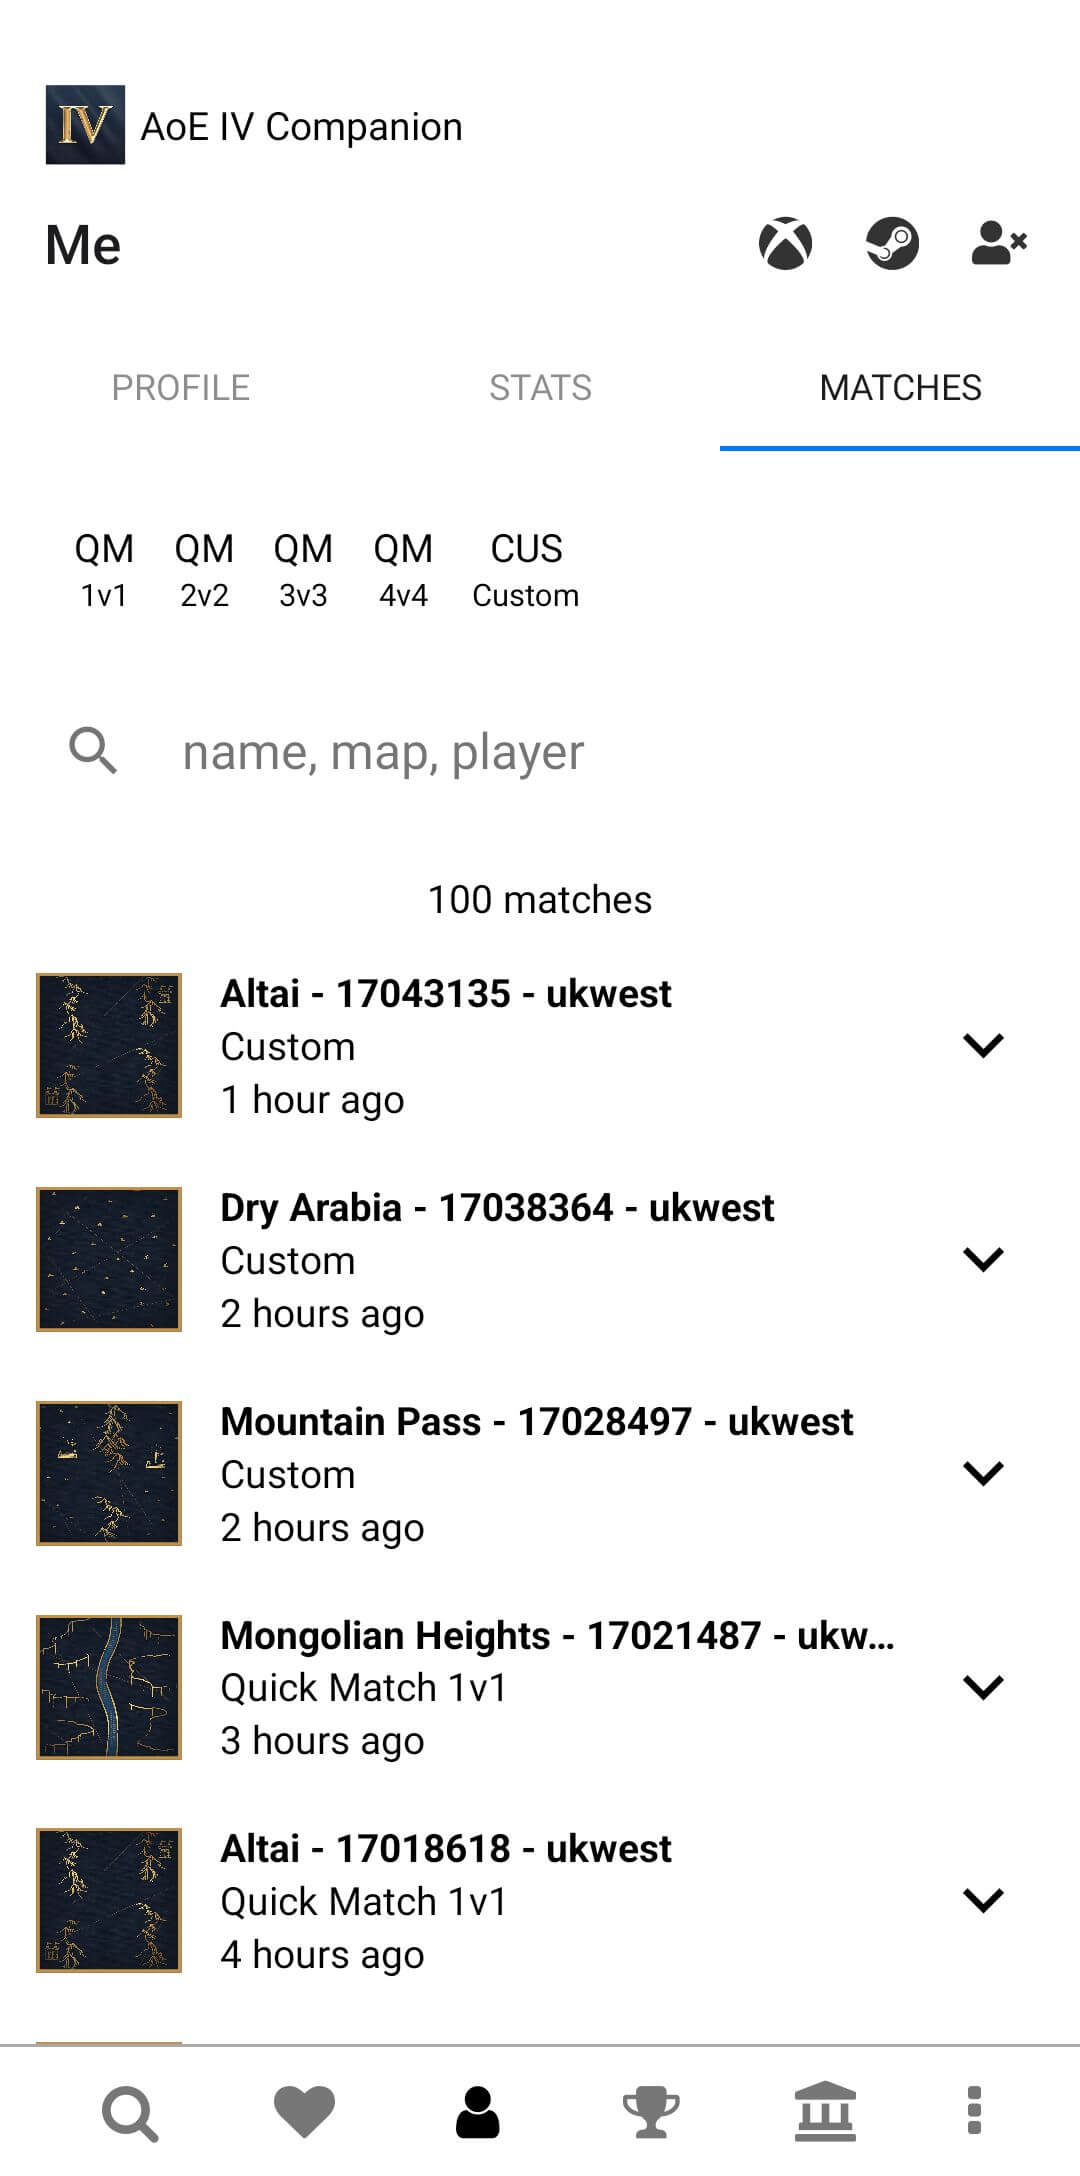 IV AoE IV Companion
Me
PROFILE STATS MATCHES
QM QM QM QM CUS
1v1 2v2 3v3 4v4 Custom
name, map, player
100 matches
Altai - 17043135 - ukwest
Custom
1 hour ago
Dry Arabia - 17038364 - ukwest
Custom
2 hours ago
Mountain Pass - 17028497 - ukwest
Custom
2 hours ago
Mongolian Heights - 17021487 - ukw...
Quick Match 1v1
3 hours ago
Altai - 17018618 - ukwest
Quick Match 1v1
4 hours ago